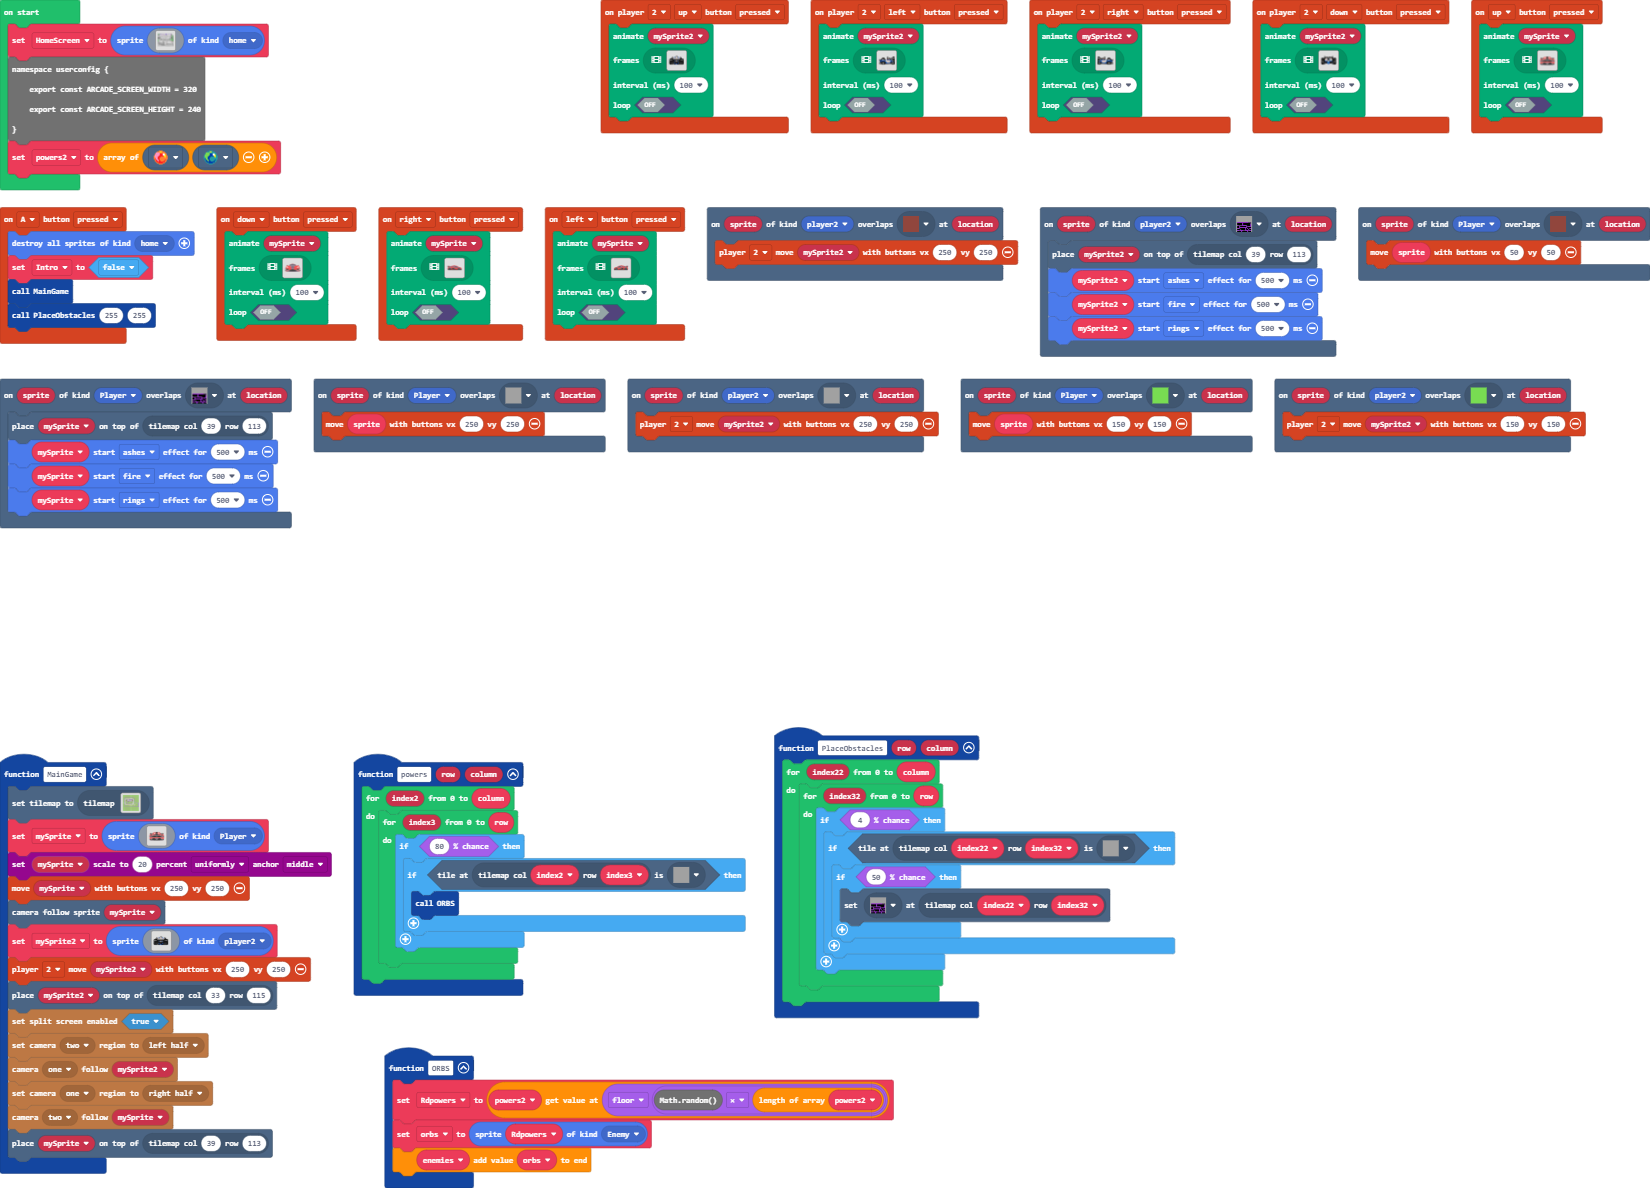 on start
set HomeScreen to sprite of kind home
namespace userconfig {
export const ARCADE_SCREEN_WIDTH = 320
export const ARCADE_SCREEN_HEIGHT = 240
}
set powers2 to array of
on player 2 up button pressed
animate mySprite2
frames
interval (ms) 100
loop OFF
on player 2 left button pressed
animate mySprite2
frames
interval (ms) 100
loop OFF
on player 2 right button pressed
animate mySprite2
frames
interval (ms) 100
loop OFF
on player 2 down button pressed
animate mySprite2
frames
interval (ms) 100
loop OFF
on up button pressed
animate mySprite
frames
interval (ms) 100
loop OFF
on A button pressed
destroy all sprites of kind home
set Intro to false
call MainGame
call PlaceObstacles 255 255
on down button pressed
animate mySprite
frames
interval (ms) 100
loop OFF
on right button pressed
animate mySprite
frames
interval (ms) 100
loop OFF
on left button pressed
animate mySprite
frames
interval (ms) 100
loop OFF
on sprite of kind player2 overlaps at location
player 2 move mySprite2 with buttons vx 250 vy 250
on sprite of kind player2 overlaps at location
place mySprite2 on top of tilemap col 39 row 113
mySprite2 start ashes effect for 500 ms
mySprite2 start fire effect for 500 ms
mySprite2 start rings effect for 500 ms
on sprite of kind Player overlaps at location
move sprite with buttons vx 50 vy 50
on sprite of kind Player overlaps at location
place mySprite on top of tilemap col 39 row 113
mySprite start ashes effect for 500 ms
mySprite start fire effect for 500 ms
mySprite start rings effect for 500 ms
on sprite of kind Player overlaps at location
move sprite with buttons vx 250 vy 250
on sprite of kind player2 overlaps at location
player 2 move mySprite2 with buttons vx 250 vy 250
on sprite of kind Player overlaps at location
move sprite with buttons vx 150 vy 150
on sprite of kind player2 overlaps at location
player 2 move mySprite2 with buttons vx 150 vy 150
function MainGame
set tilemap to tilemap
set mySprite to sprite of kind Player
set mySprite scale to 20 percent uniformly anchor middle
move mySprite with buttons vx 250 vy 250
camera follow sprite mySprite
set mySprite2 to sprite of kind player2
player 2 move mySprite2 with buttons vx 250 vy 250
place mySprite2 on top of tilemap col 33 row 115
set split screen enabled true
set camera two region to left half
camera one follow mySprite2
set camera one region to right half
camera two follow mySprite
place mySprite on top of tilemap col 39 row 113
function powers row column
for index2 from 0 to column
do
for index3 from 0 to row
do
if 80 % chance then
if tile at tilemap col index2 row index3 is then
call ORBS
function PlaceObstacles row column
for index22 from 0 to column
do
for index32 from 0 to row
do
if 4 % chance then
if tile at tilemap col index22 row index32 is then
if 50 % chance then
set at tilemap col index22 row index32
function ORBS
set Rdpowers to powers2 get value at floor Math.random() × length of array powers2
set orbs to sprite Rdpowers of kind Enemy
enemies add value orbs to end